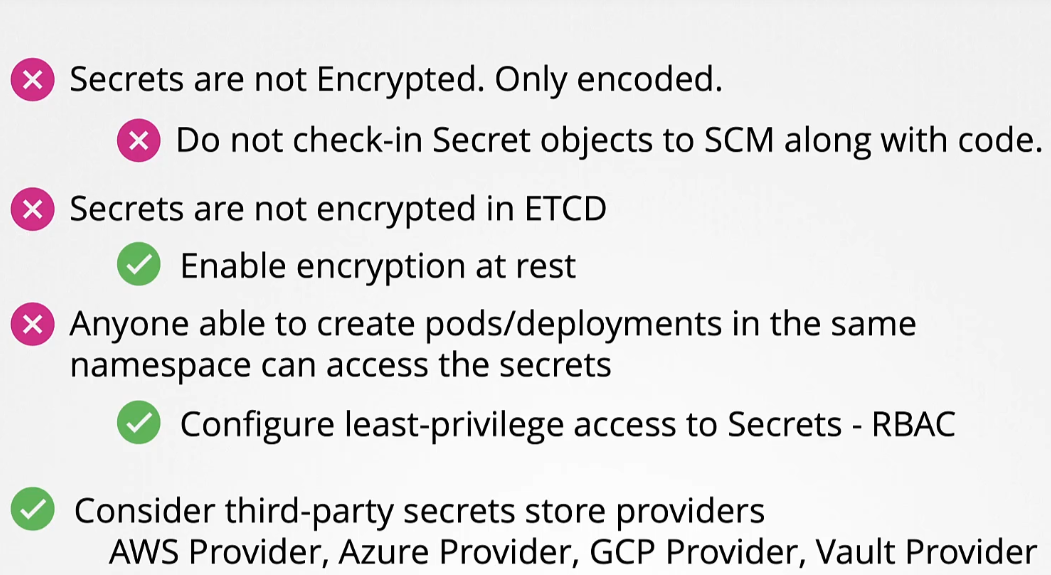 Secrets are not Encrypted. Only encoded.
Do not check-in Secret objects to SCM along with code.
Secrets are not encrypted in ETCD
Enable encryption at rest
Anyone able to create pods/deployments in the same
namespace can access the secrets
Configure least-privilege access to Secrets - RBAC
Consider third-party secrets store providers
AWS Provider, Azure Provider, GCP Provider, Vault Provider